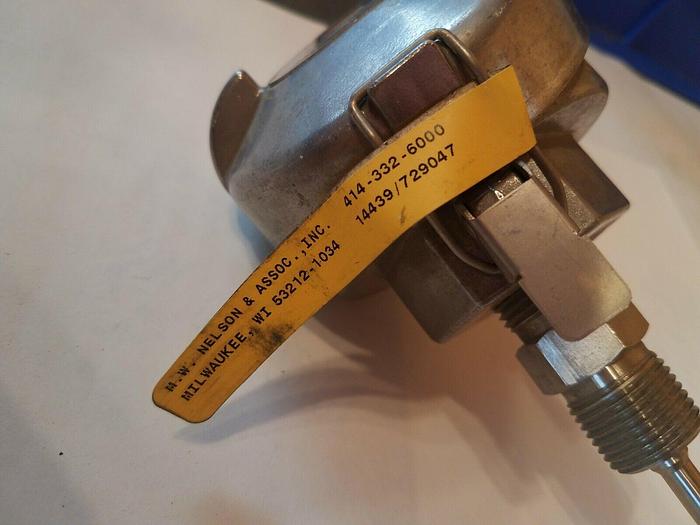 M.W. NELSON & ASSOC., INC. 414-332-6000
MILWAUKEE, WI 53212-1034 14439/729047